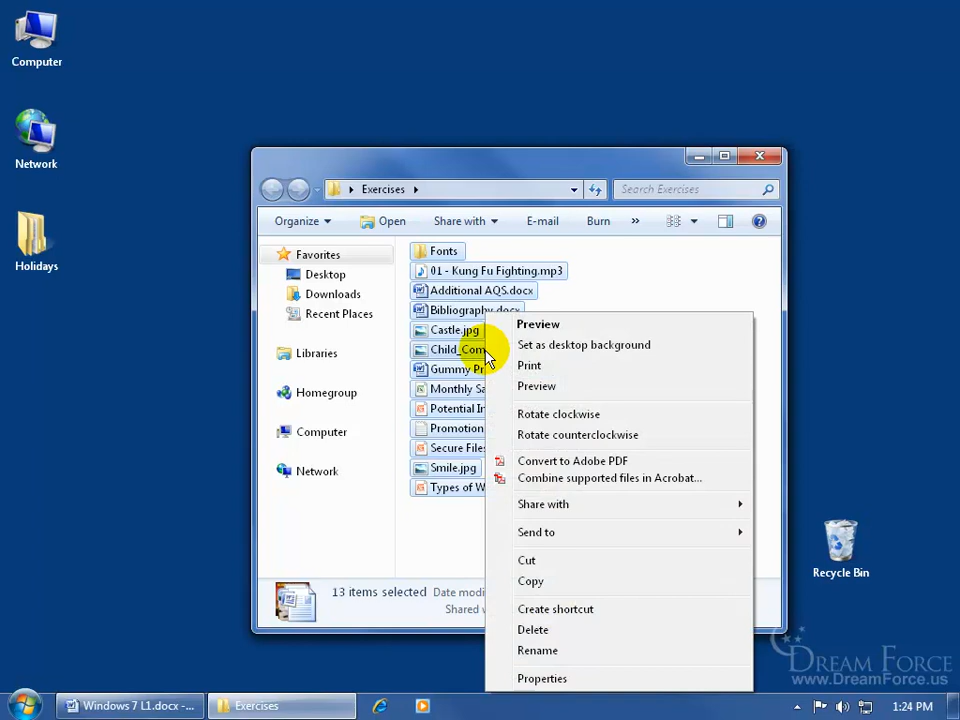 Computer
Network
Holidays
Exercises
Search Exercises
Organize
Open
Share with
E-mail
Burn
»
Favorites
Desktop
Downloads
Recent Places
Libraries
Homegroup
Computer
Network
Fonts
01 - Kung Fu Fighting.mp3
Additional AQS.docx
Bibliography.docx
Castle.jpg
Child_Com
Gummy Pr
Monthly Sa
Potential In
Promotion
Secure Files
Smile.jpg
Types of W
13 items selected
Date modi
Shared
Preview
Set as desktop background
Print
Preview
Rotate clockwise
Rotate counterclockwise
Convert to Adobe PDF
Combine supported files in Acrobat...
Share with
Send to
Cut
Copy
Create shortcut
Delete
Rename
Properties
Recycle Bin
DREAM FORCE
www.DreamForce.us
Windows 7 L1.docx -...
Exercises
1:24 PM